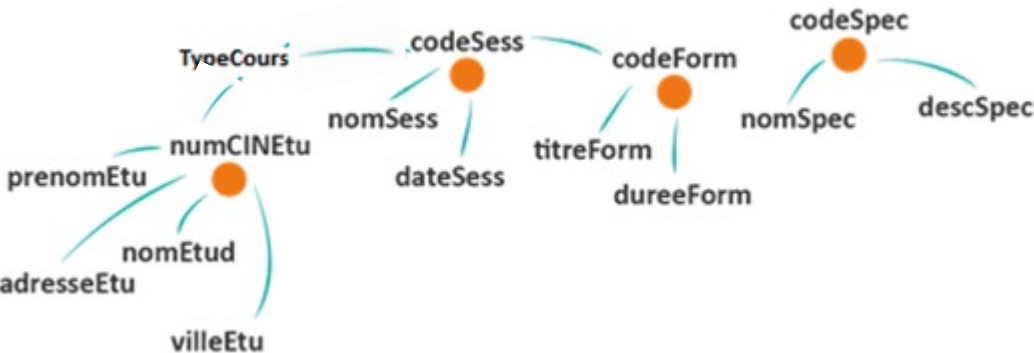 codeSpec
codeSess
TypeCours
codeForm
descSpec
nomSess
nomSpec
numCINEtu
titreForm
prenomEtu
dateSess
dureeForm
nomEtud
adresseEtu
villeEtu